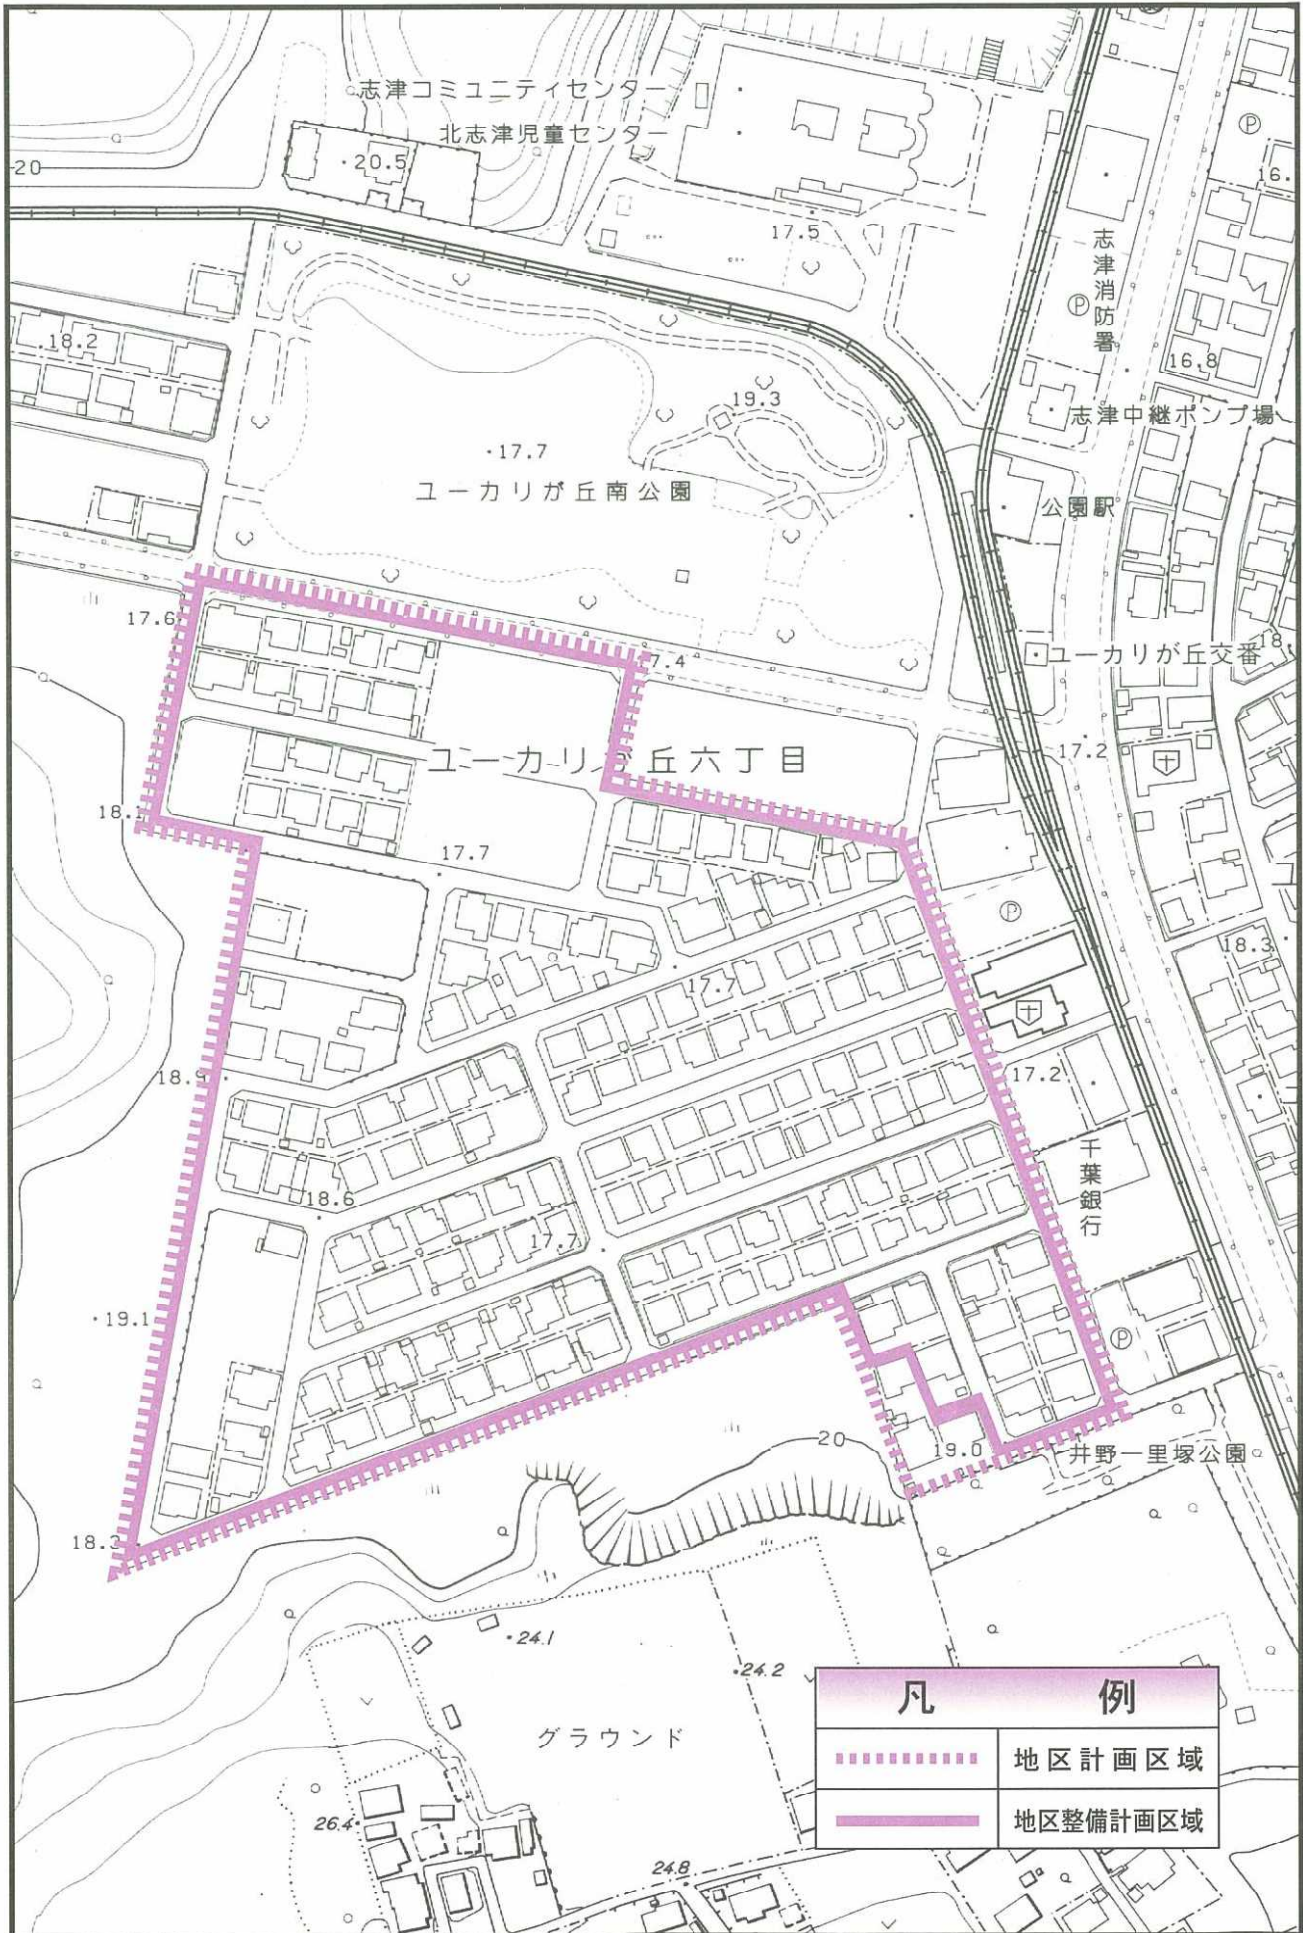 志津コミュニティセンター
北志津児童センター
20.5
20
16.
17.5
志津消防署
18.2
16.8
19.3
志津中継ポンプ場
17.7
ユーカリが丘南公園
公園駅
17.6
17.4
18
ユーカリが丘交番
17.2
ユーカリが丘六丁目
18.1
17.7
P
18.3
17.7
18.9
17.2
千葉銀行
18.6
17.7
19.1
P
20
19.0
井野一里塚公園
24.1
24.2
グラウンド
26.4
24.8
凡 例
地区計画区域
地区整備計画区域